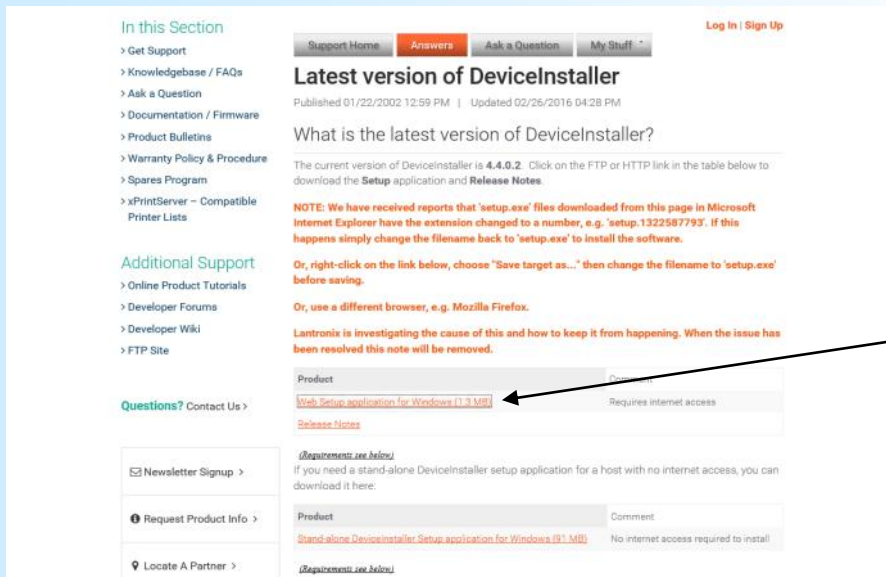 In this Section
> Get Support
> Knowledgebase / FAQs
> Ask a Question
> Documentation / Firmware
> Product Bulletins
> Warranty Policy & Procedure
> Spares Program
> xPrintServer – Compatible
Printer Lists
Additional Support
> Online Product Tutorials
> Developer Forums
> Developer Wiki
> FTP Site
Questions? Contact Us >
Newsletter Signup >
Request Product Info >
Locate A Partner >
Log In | Sign Up
Support Home
Answers
Ask a Question
My Stuff
Latest version of DeviceInstaller
Published 01/22/2002 12:59 PM | Updated 02/26/2016 04:28 PM
What is the latest version of DeviceInstaller?
The current version of DeviceInstaller is 4.4.0.2. Click on the FTP or HTTP link in the table below to
download the Setup application and Release Notes.
NOTE: We have received reports that 'setup.exe' files downloaded from this page in Microsoft
Internet Explorer have the extension changed to a number, e.g. 'setup.1322587793'. If this
happens simply change the filename back to 'setup.exe' to install the software.
Or, right-click on the link below, choose "Save target as..." then change the filename to 'setup.exe'
before saving.
Or, use a different browser, e.g. Mozilla Firefox.
Lantronix is investigating the cause of this and how to keep it from happening. When the issue has
been resolved this note will be removed.
Product Comment
Web Setup application for Windows (1.3 MB) Requires internet access
Release Notes
(Requirements see below)
If you need a stand-alone DeviceInstaller setup application for a host with no internet access, you can
download it here:
Product Comment
Stand-alone DeviceInstaller Setup application for Windows (91 MB) No internet access required to install
(Requirements see below)